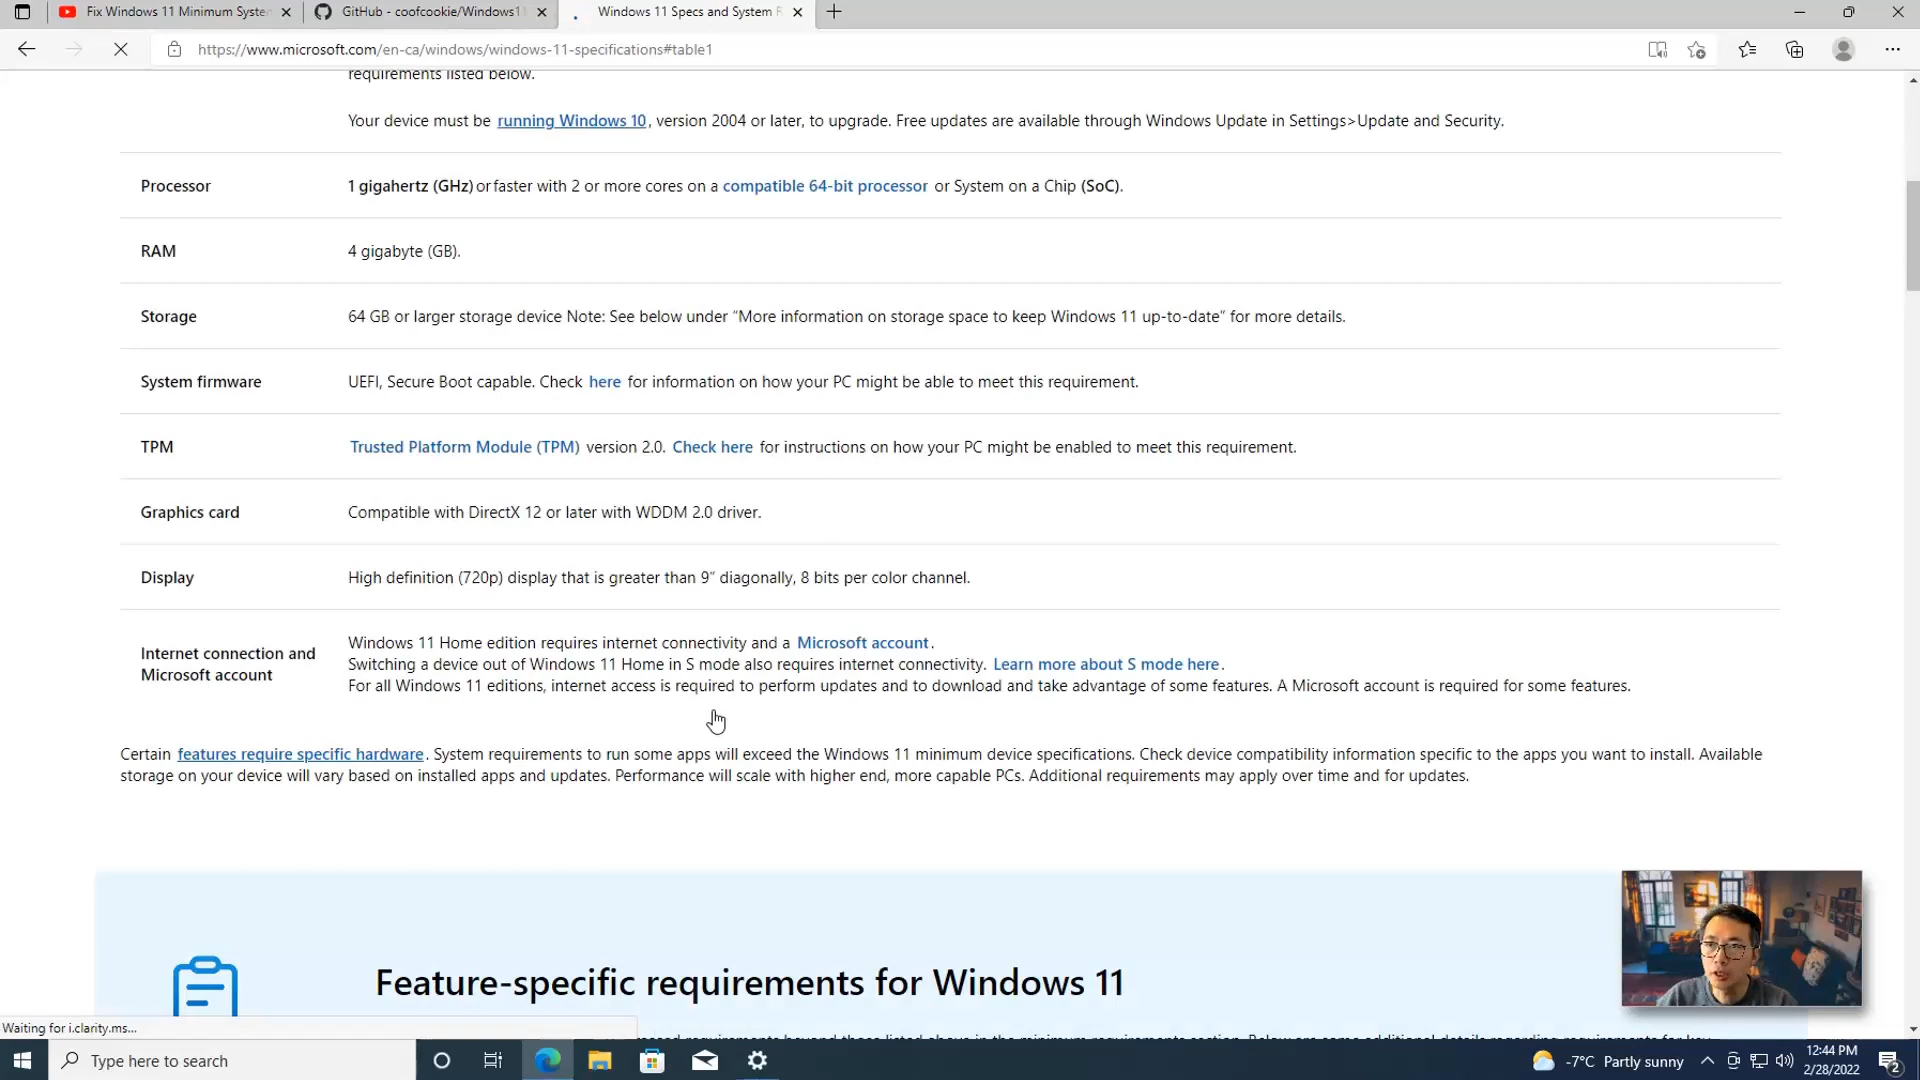 Fix Windows 11 Minimum Syste
GitHub - coofcookie/Windows11
Windows 11 Specs and System R
https://www.microsoft.com/en-ca/windows/windows-11-specifications#table1
requirements listed below.
Your device must be running Windows 10, version 2004 or later, to upgrade. Free updates are available through Windows Update in Settings>Update and Security.
Processor
1 gigahertz (GHz) or faster with 2 or more cores on a compatible 64-bit processor or System on a Chip (SoC).
RAM
4 gigabyte (GB).
Storage
64 GB or larger storage device Note: See below under “More information on storage space to keep Windows 11 up-to-date” for more details.
System firmware
UEFI, Secure Boot capable. Check here for information on how your PC might be able to meet this requirement.
TPM
Trusted Platform Module (TPM) version 2.0. Check here for instructions on how your PC might be enabled to meet this requirement.
Graphics card
Compatible with DirectX 12 or later with WDDM 2.0 driver.
Display
High definition (720p) display that is greater than 9” diagonally, 8 bits per color channel.
Internet connection and
Microsoft account
Windows 11 Home edition requires internet connectivity and a Microsoft account.
Switching a device out of Windows 11 Home in S mode also requires internet connectivity. Learn more about S mode here.
For all Windows 11 editions, internet access is required to perform updates and to download and take advantage of some features. A Microsoft account is required for some features.
Certain features require specific hardware. System requirements to run some apps will exceed the Windows 11 minimum device specifications. Check device compatibility information specific to the apps you want to install. Available
storage on your device will vary based on installed apps and updates. Performance will scale with higher end, more capable PCs. Additional requirements may apply over time and for updates.
Feature-specific requirements for Windows 11
Waiting for i.clarity.ms...
Type here to search
-7°C Partly sunny
12:44 PM
2/28/2022
2